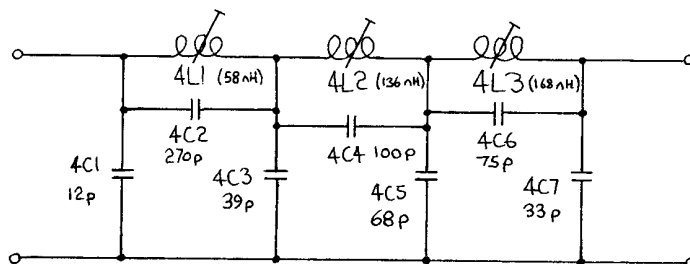 4L1 (58nH)
4L2 (136nH)
4L3 (168nH)
4C2
270p
4C4 100p
4C6
75p
4C1
12p
4C3
39p
4C5
68p
4C7
33p